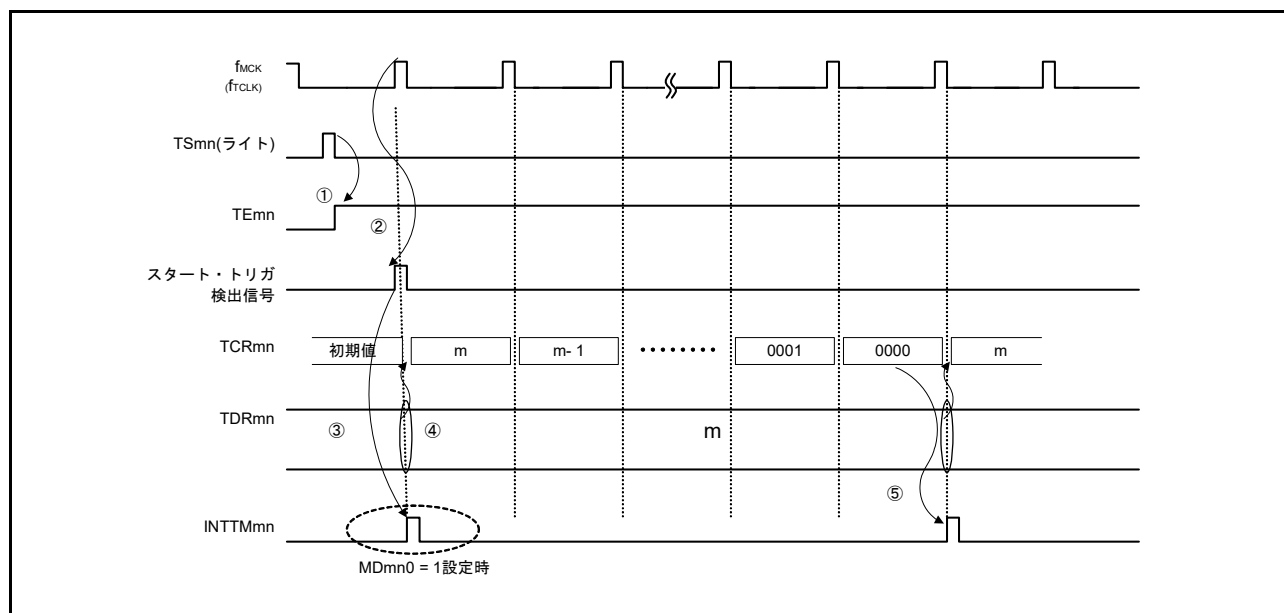 fMCK
(fTCLK)
TSmn(ライト)
①
TEmn
②
スタート・トリガ
検出信号
TCRmn
初期値
m
m- 1
‥‥‥‥
0001
0000
m
TDRmn
③
④
m
⑤
INTTMmn
MDmn0 = 1設定時